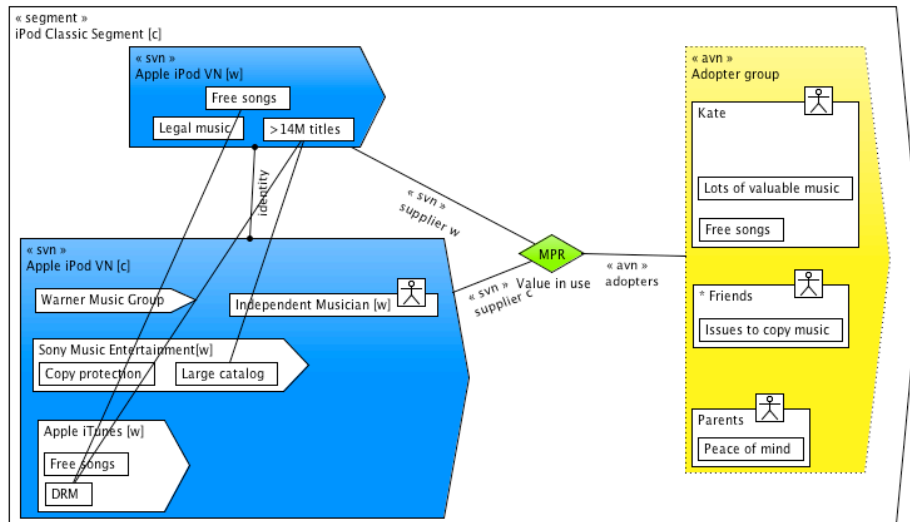 « segment »
iPod Classic Segment [c]
« svn »
Apple iPod VN [w]
Free songs
Legal music
>14M titles
« avn »
Adopter group
Kate
Lots of valuable music
Free songs
identity
« svn »
supplier w
MPR
Value in use
« svn »
supplier c
« avn »
adopters
« svn »
Apple iPod VN [c]
Warner Music Group
Independent Musician [w]
Sony Music Entertainment[w]
Copy protection
Large catalog
Apple iTunes [w]
Free songs
DRM
* Friends
Issues to copy music
Parents
Peace of mind